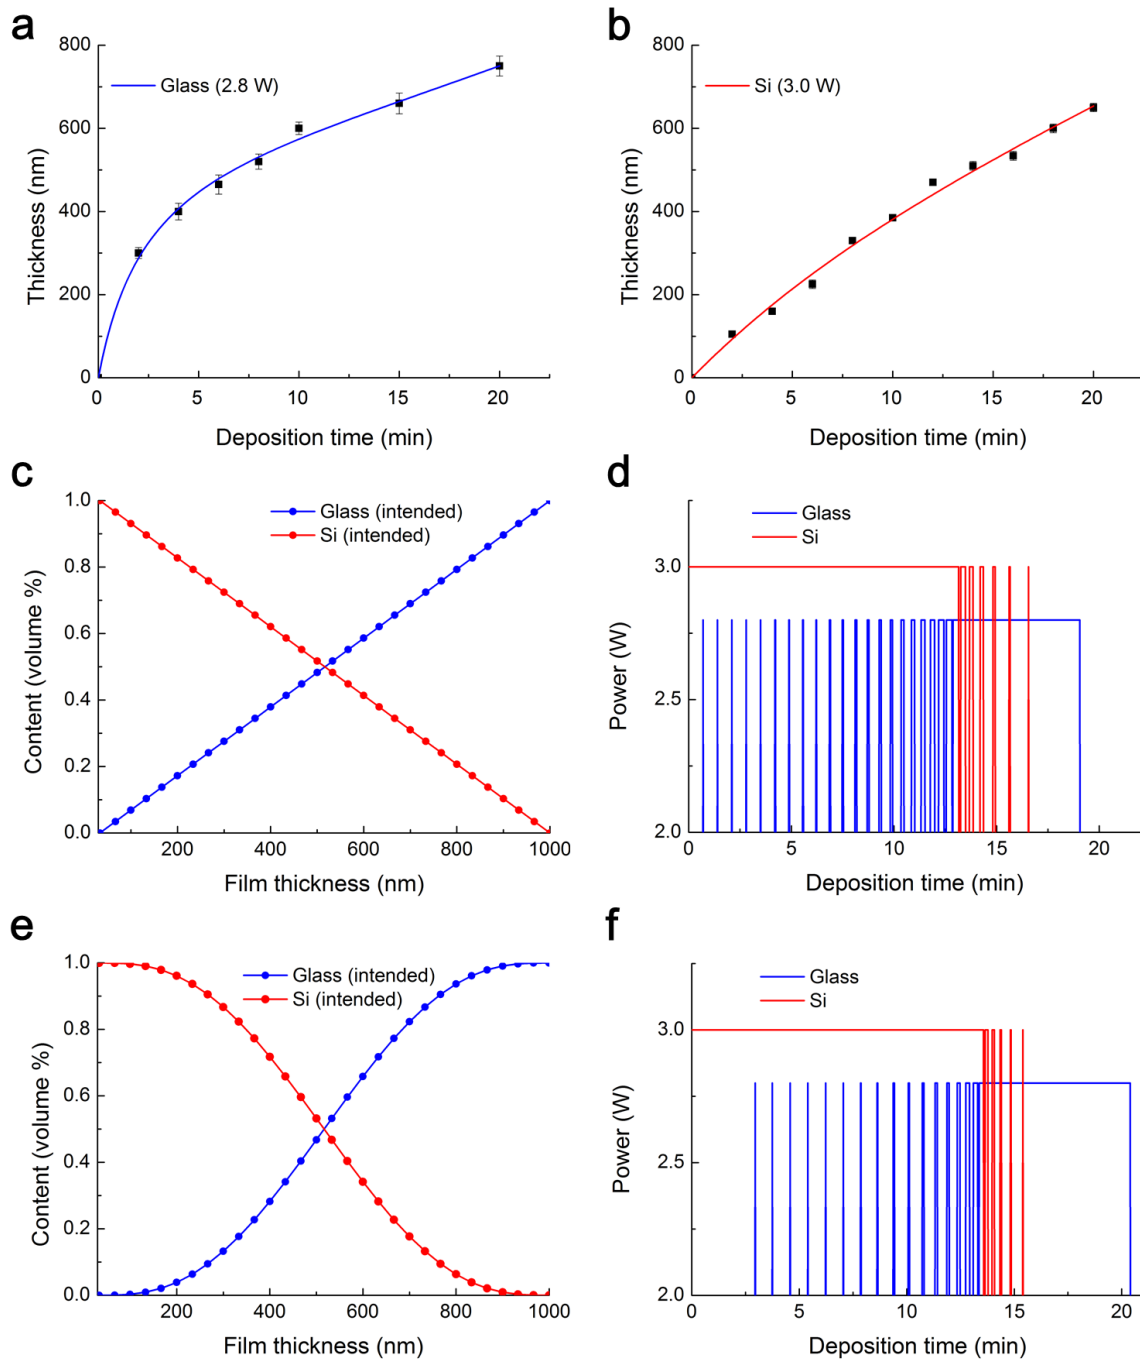 a
800
600
400
200
0
Thickness (nm)
Glass (2.8 W)
0
5
10
15
20
Deposition time (min)
b
800
600
400
200
0
Thickness (nm)
Si (3.0 W)
0
5
10
15
20
Deposition time (min)
c
1.0
0.8
0.6
0.4
0.2
0.0
Content (volume %)
Glass (intended)
Si (intended)
200
400
600
800
1000
Film thickness (nm)
d
3.0
2.5
2.0
Power (W)
Glass
Si
0
5
10
15
20
Deposition time (min)
e
1.0
0.8
0.6
0.4
0.2
0.0
Content (volume %)
Glass (intended)
Si (intended)
200
400
600
800
1000
Film thickness (nm)
f
3.0
2.5
2.0
Power (W)
Glass
Si
0
5
10
15
20
Deposition time (min)